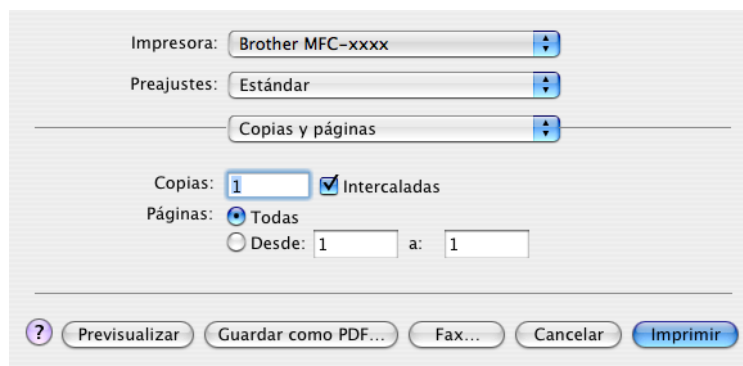 Impresora: Brother MFC-xxxx
Preajustes: Estándar
Copias y páginas
Copias: 1 Intercaladas
Páginas: Todas
Desde: 1 a: 1
? Previsualizar Guardar como PDF... Fax... Cancelar Imprimir